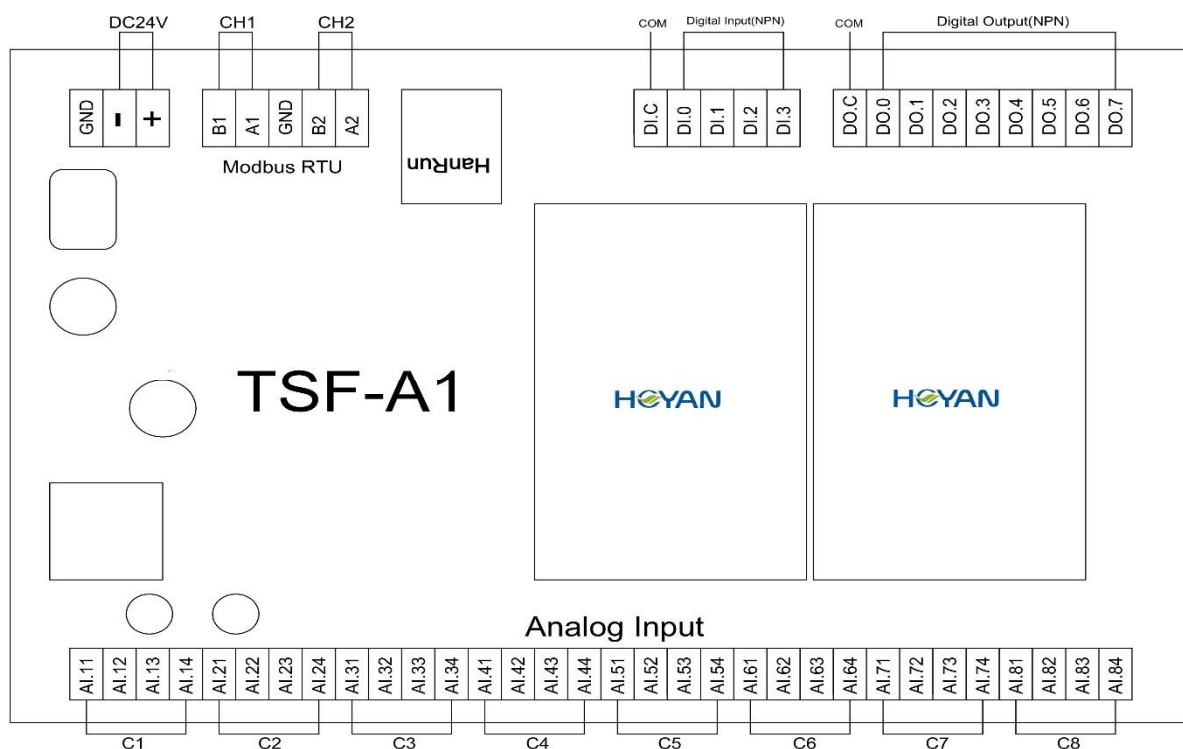 DC24V CH1 CH2 COM Digital Input(NPN) COM Digital Output(NPN)
GND - + B1 A1 GND B2 A2 DI.C DI.0 DI.1 DI.2 DI.3 DO.C DO.0 DO.1 DO.2 DO.3 DO.4 DO.5 DO.6 DO.7
Modbus RTU
HanRun
TSF-A1
HOYAN HOYAN
Analog Input
AI.11 AI.12 AI.13 AI.14 AI.21 AI.22 AI.23 AI.24 AI.31 AI.32 AI.33 AI.34 AI.41 AI.42 AI.43 AI.44 AI.51 AI.52 AI.53 AI.54 AI.61 AI.62 AI.63 AI.64 AI.71 AI.72 AI.73 AI.74 AI.81 AI.82 AI.83 AI.84
C1 C2 C3 C4 C5 C6 C7 C8